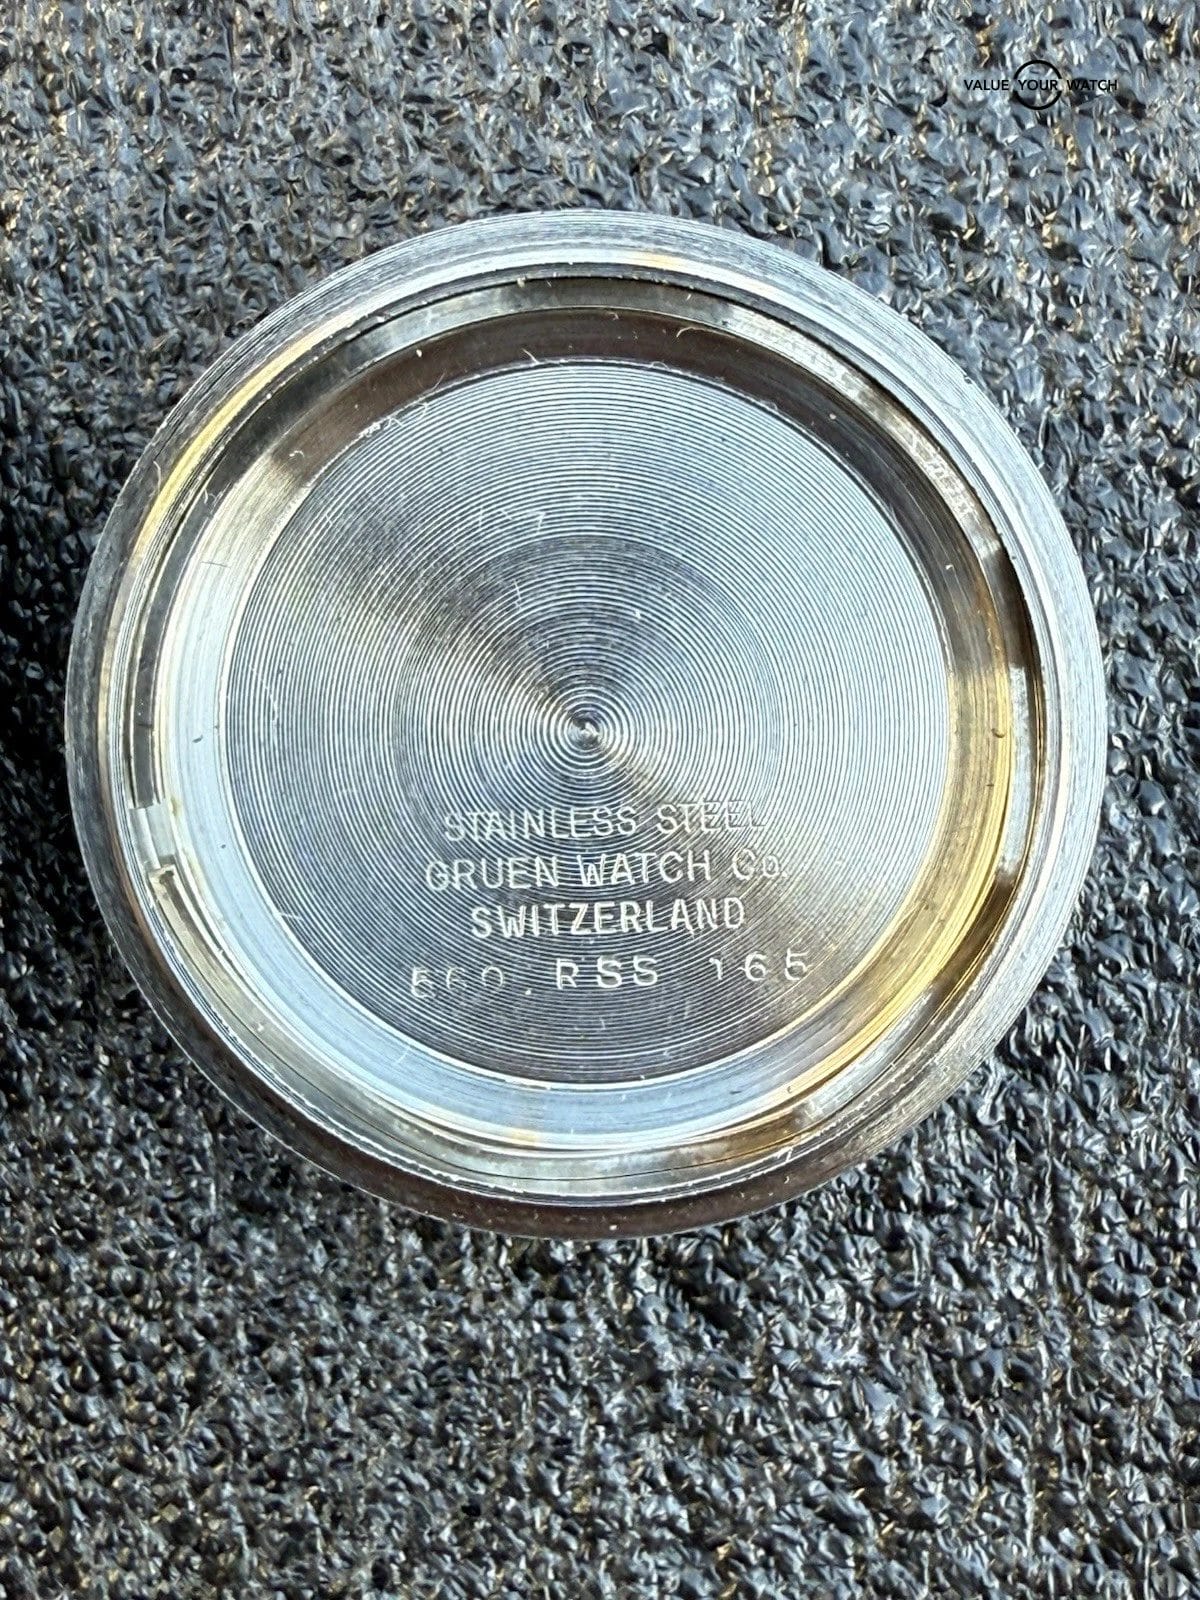 VALUE YOUR WATCH
STAINLESS STEEL
GRUEN WATCH Co.
SWITZERLAND
RSS 165